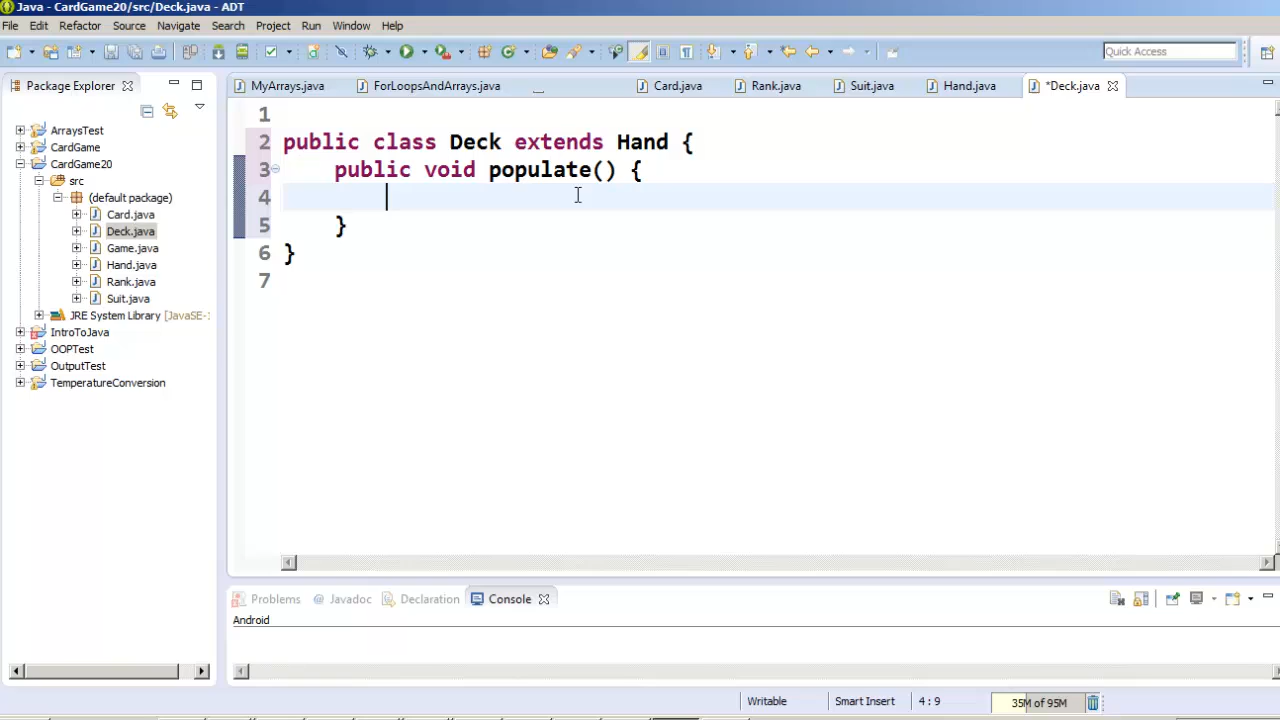 Java - CardGame20/src/Deck.java - ADT
File Edit Refactor Source Navigate Search Project Run Window Help
Quick Access
Package Explorer
MyArrays.java ForLoopsAndArrays.java Card.java Rank.java Suit.java Hand.java *Deck.java
ArraysTest
CardGame
CardGame20
src
(default package)
Card.java
Deck.java
Game.java
Hand.java
Rank.java
Suit.java
JRE System Library [JavaSE-1
IntroToJava
OOPTest
OutputTest
TemperatureConversion
1
2 public class Deck extends Hand {
3 public void populate() {
4
5 }
6 }
7
Problems @ Javadoc Declaration Console
Android
Writable Smart Insert 4 : 9 35M of 95M